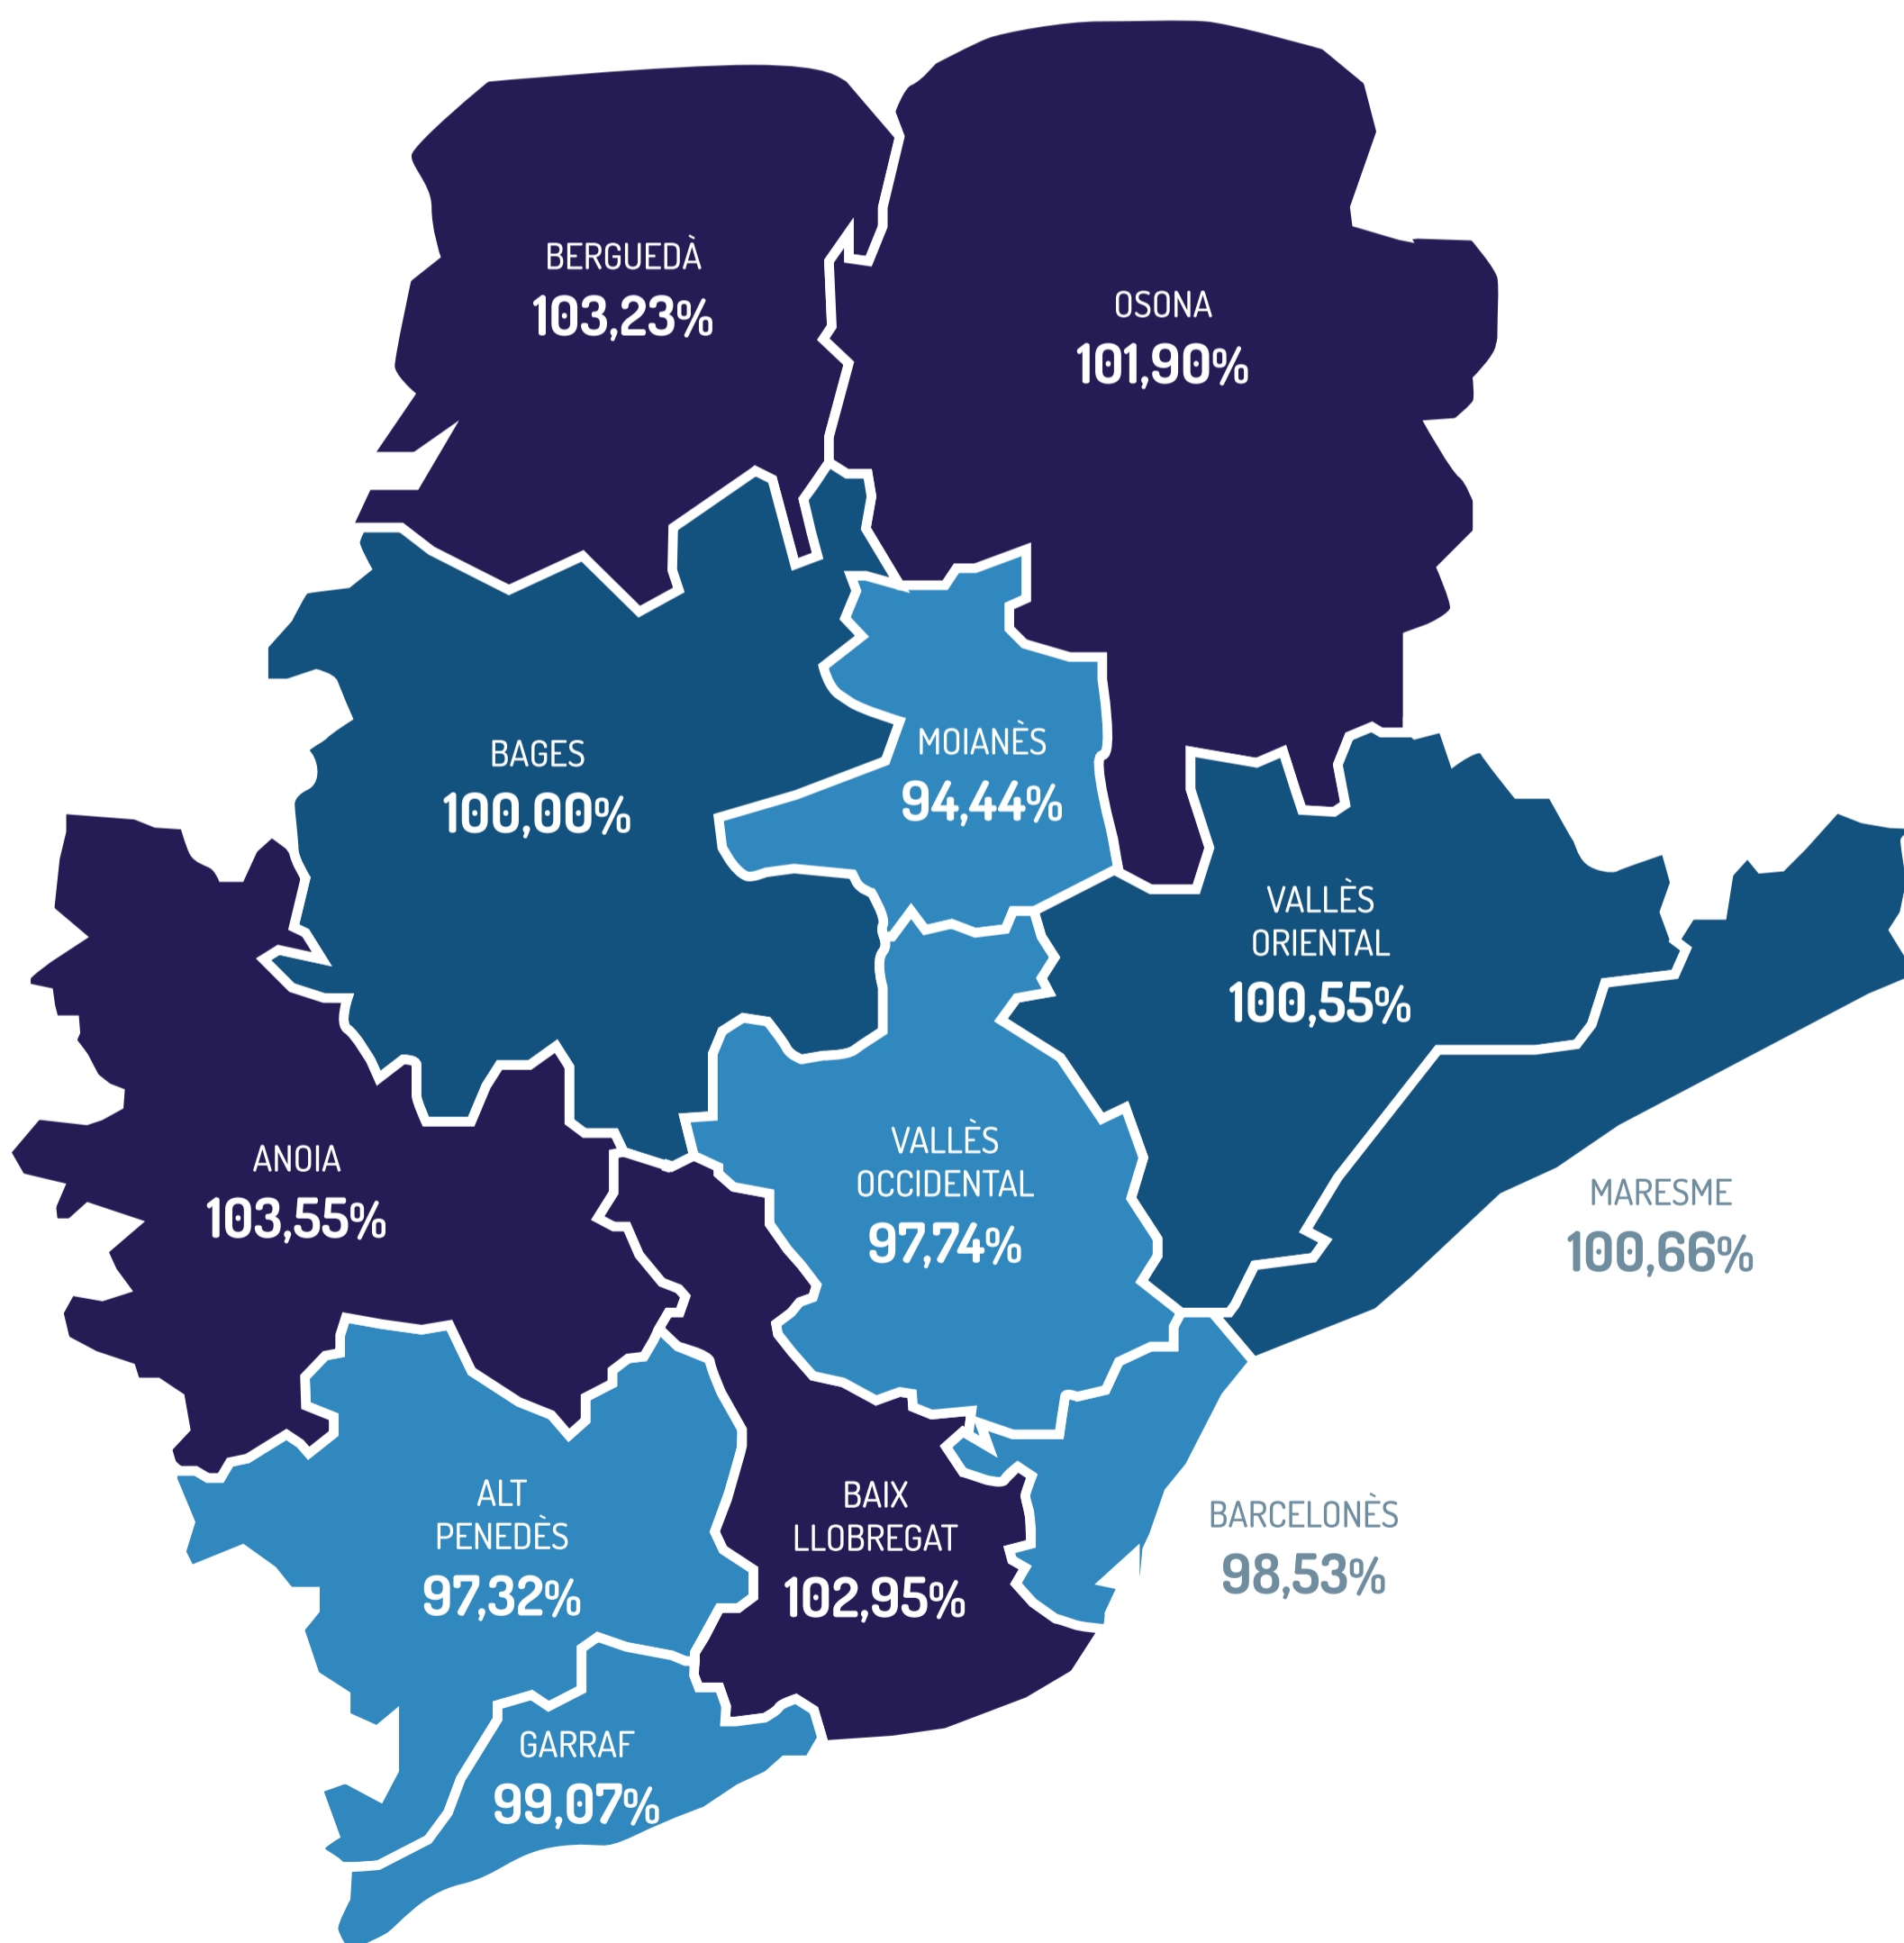 BERGUEDÀ
103,23%
OSONA
101,90%
BAGES
100,00%
MOIANÈS
94,44%
VALLÈS
ORIENTAL
100,55%
ANOIA
103,55%
VALLÈS
OCCIDENTAL
97,74%
MARESME
100,66%
ALT
PENEDÈS
97,32%
BAIX
LLOBREGAT
102,95%
BARCELONÈS
98,53%
GARRAF
99,07%